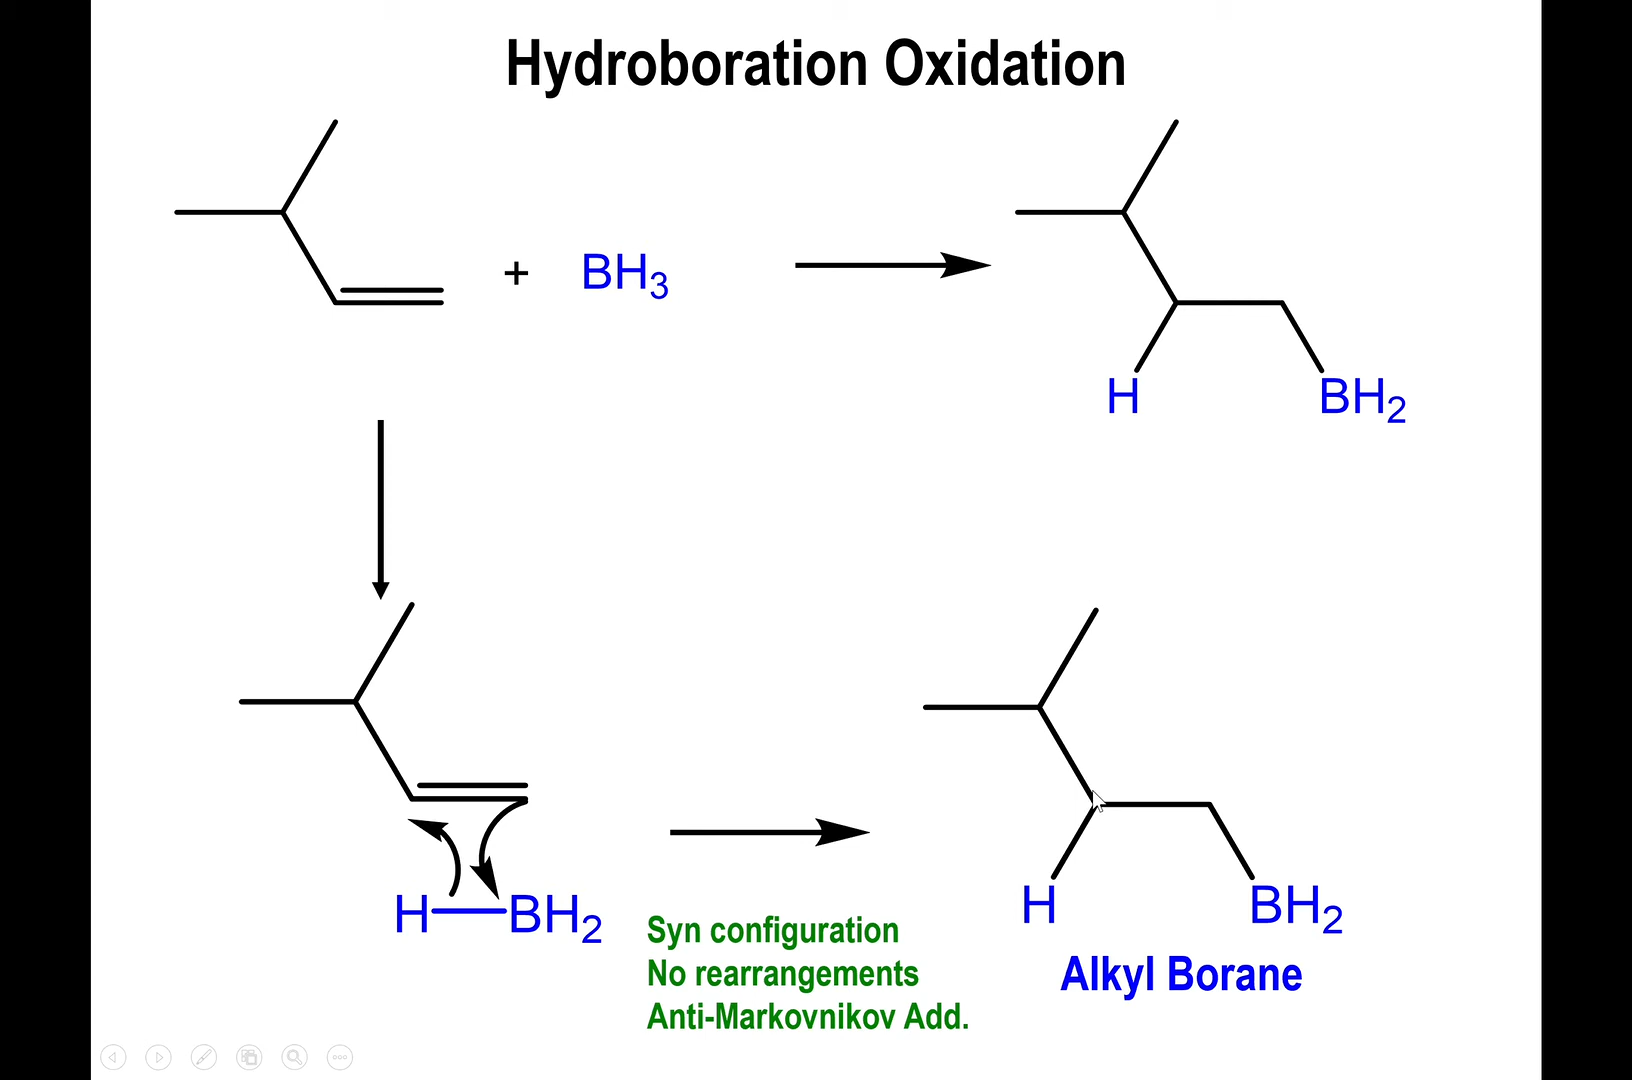 Hydroboration Oxidation
+ BH₃
H BH₂
H BH₂
Syn configuration
No rearrangements
Anti-Markovnikov Add.
H BH₂
Alkyl Borane